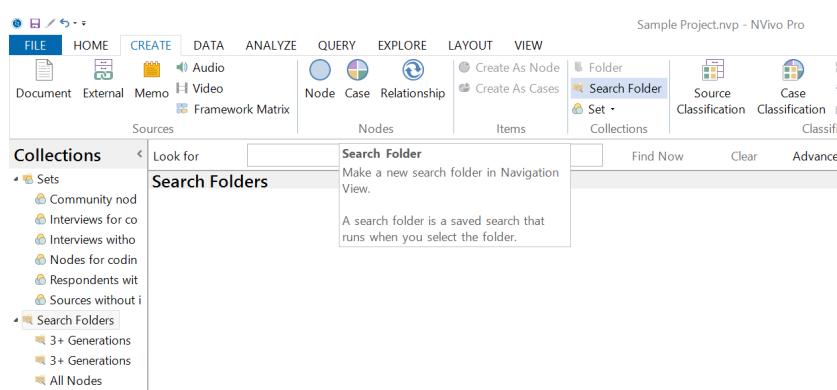 Sample Project.nvp - NVivo Pro
FILE HOME CREATE DATA ANALYZE QUERY EXPLORE LAYOUT VIEW
Document External Memo
Audio
Video
Framework Matrix
Sources
Node Case Relationship
Nodes
Create As Node
Create As Cases
Items
Folder
Search Folder
Set
Collections
Source Classification
Case Classification
Classif
Collections
Look for
Find Now Clear Advance
Search Folders
Search Folder
Make a new search folder in Navigation
View.
A search folder is a saved search that
runs when you select the folder.
Sets
Community nod
Interviews for co
Interviews witho
Nodes for codin
Respondents wit
Sources without i
Search Folders
3+ Generations
3+ Generations
All Nodes